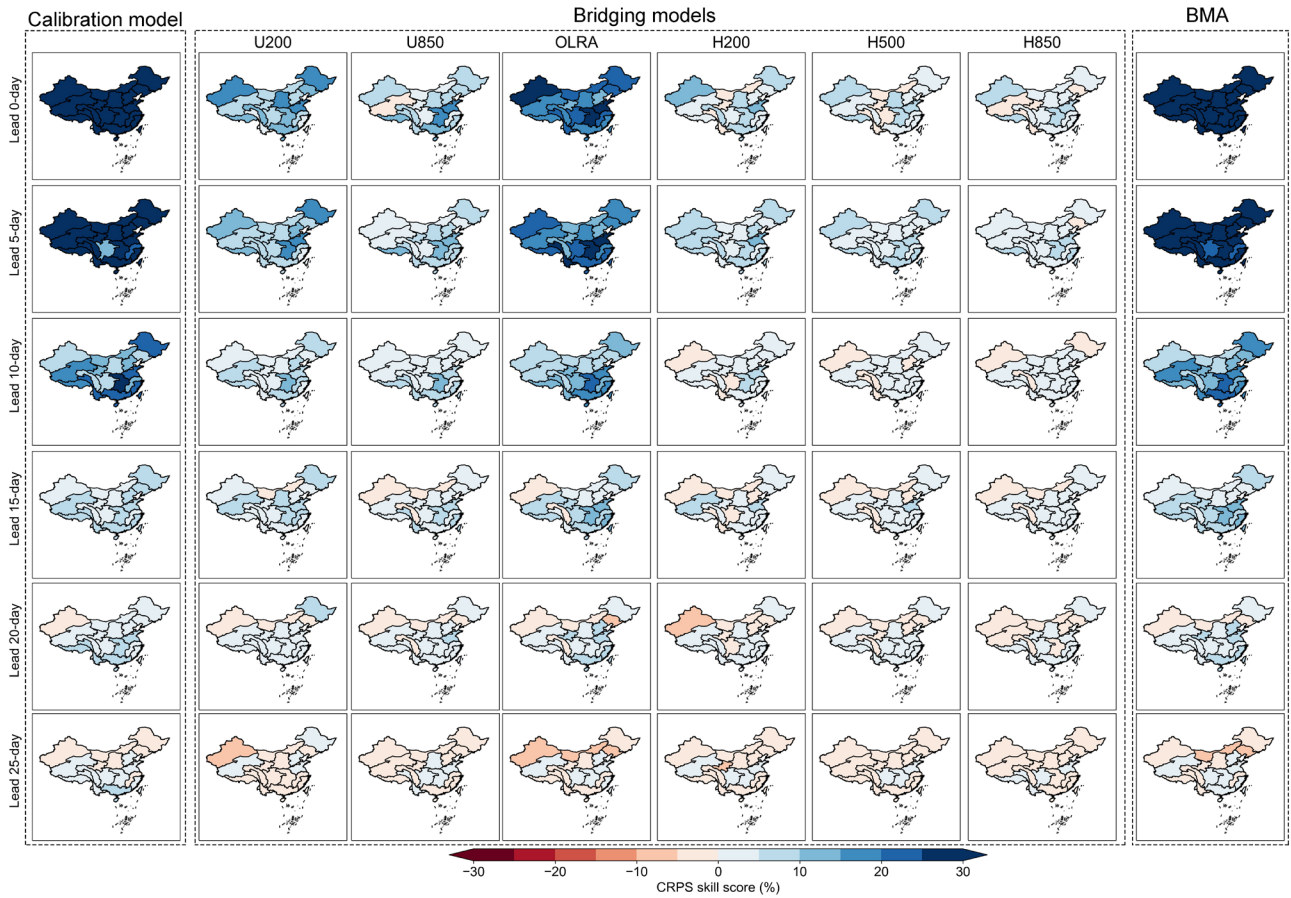 Calibration model
Bridging models
BMA
U200
U850
OLRA
H200
H500
H850
Lead 0-day
Lead 5-day
Lead 10-day
Lead 15-day
Lead 20-day
Lead 25-day
−30 −20 −10 0 10 20 30
CRPS skill score (%)